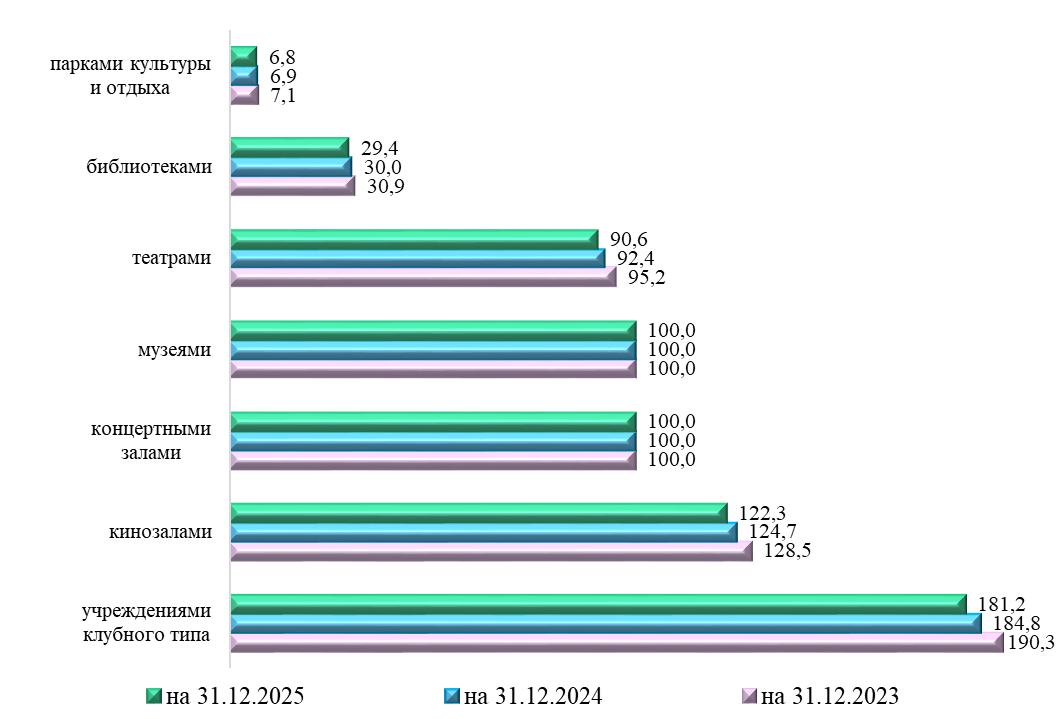 парками культуры
и отдыха
6,8
6,9
7,1
библиотеками
29,4
30,0
30,9
театрами
90,6
92,4
95,2
музеями
100,0
100,0
100,0
концертными
залами
100,0
100,0
100,0
кинозалами
122,3
124,7
128,5
учреждениями
клубного типа
181,2
184,8
190,3
на 31.12.2025 на 31.12.2024 на 31.12.2023